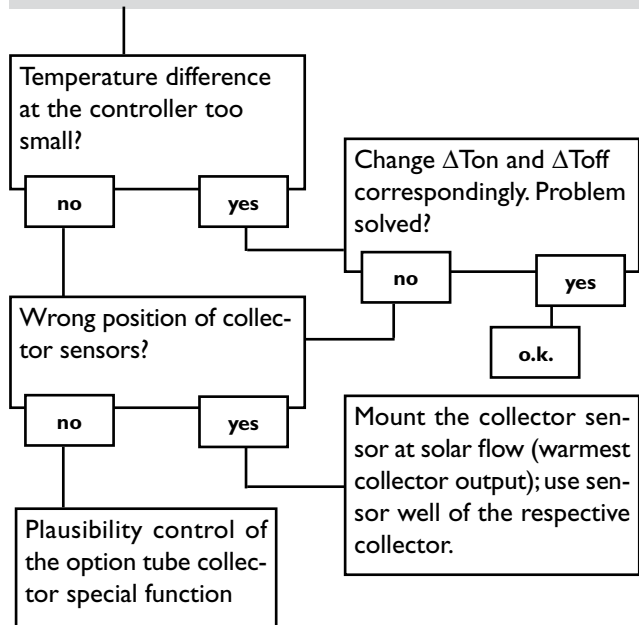 Temperature difference
at the controller too
small?
no
yes
Change ΔTon and ΔToff
correspondingly. Problem
solved?
no
yes
o.k.
Wrong position of collec-
tor sensors?
no
yes
Mount the collector sen-
sor at solar flow (warmest
collector output); use sen-
sor well of the respective
collector.
Plausibility control of
the option tube collec-
tor special function